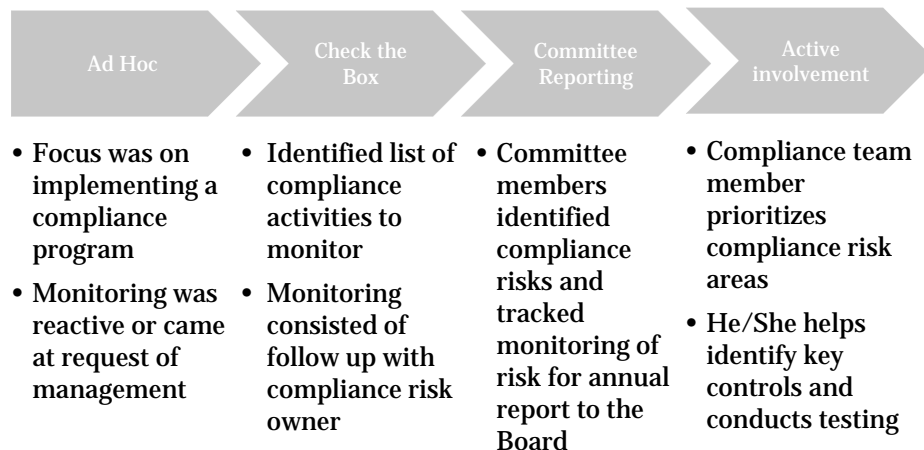 Ad Hoc
Check the
Box
Committee
Reporting
Active
involvement
• Focus was on
implementing a
compliance
program
• Monitoring was
reactive or came
at request of
management
• Identified list of
compliance
activities to
monitor
• Monitoring
consisted of
follow up with
compliance risk
owner
• Committee
members
identified
compliance
risks and
tracked
monitoring of
risk for annual
report to the
Board
• Compliance team
member
prioritizes
compliance risk
areas
• He/She helps
identify key
controls and
conducts testing